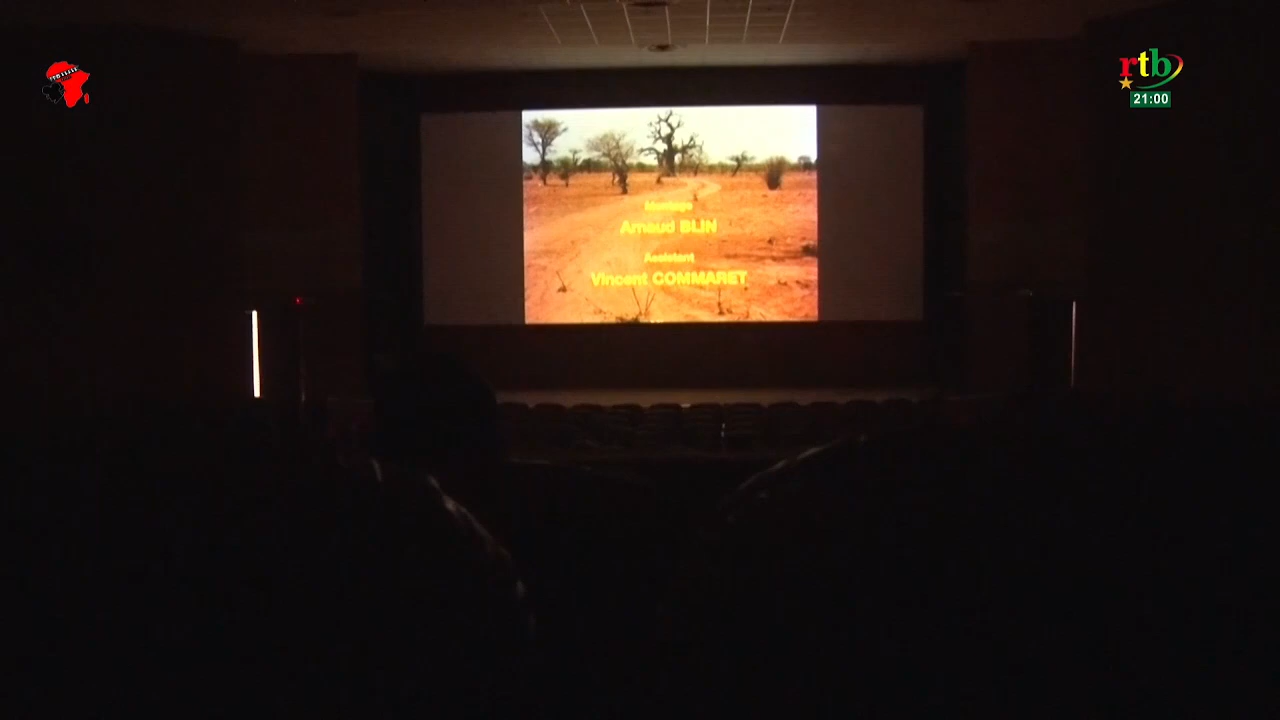 rtb
21:00
Montage
Arnaud BLIN
Assistant
Vincent COMMARET